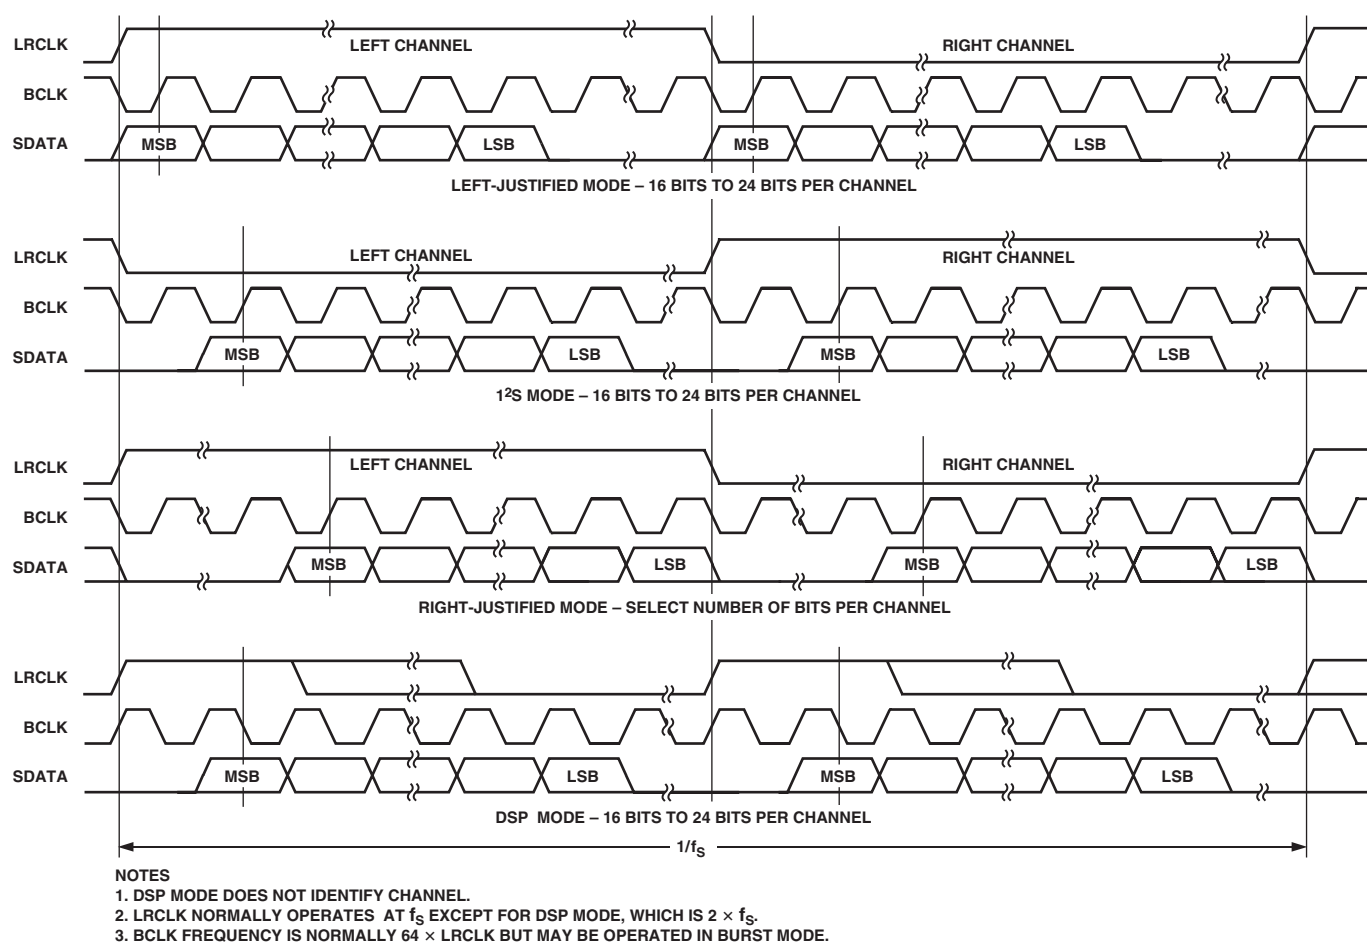 LRCLK
LEFT CHANNEL
RIGHT CHANNEL
BCLK
SDATA
MSB
LSB
MSB
LSB
LEFT-JUSTIFIED MODE – 16 BITS TO 24 BITS PER CHANNEL
LRCLK
LEFT CHANNEL
RIGHT CHANNEL
BCLK
SDATA
MSB
LSB
MSB
LSB
1²S MODE – 16 BITS TO 24 BITS PER CHANNEL
LRCLK
LEFT CHANNEL
RIGHT CHANNEL
BCLK
SDATA
MSB
LSB
MSB
LSB
RIGHT-JUSTIFIED MODE – SELECT NUMBER OF BITS PER CHANNEL
LRCLK
BCLK
SDATA
MSB
LSB
MSB
LSB
DSP MODE – 16 BITS TO 24 BITS PER CHANNEL
1/fS
NOTES
1. DSP MODE DOES NOT IDENTIFY CHANNEL.
2. LRCLK NORMALLY OPERATES AT fS EXCEPT FOR DSP MODE, WHICH IS 2 × fS.
3. BCLK FREQUENCY IS NORMALLY 64 × LRCLK BUT MAY BE OPERATED IN BURST MODE.